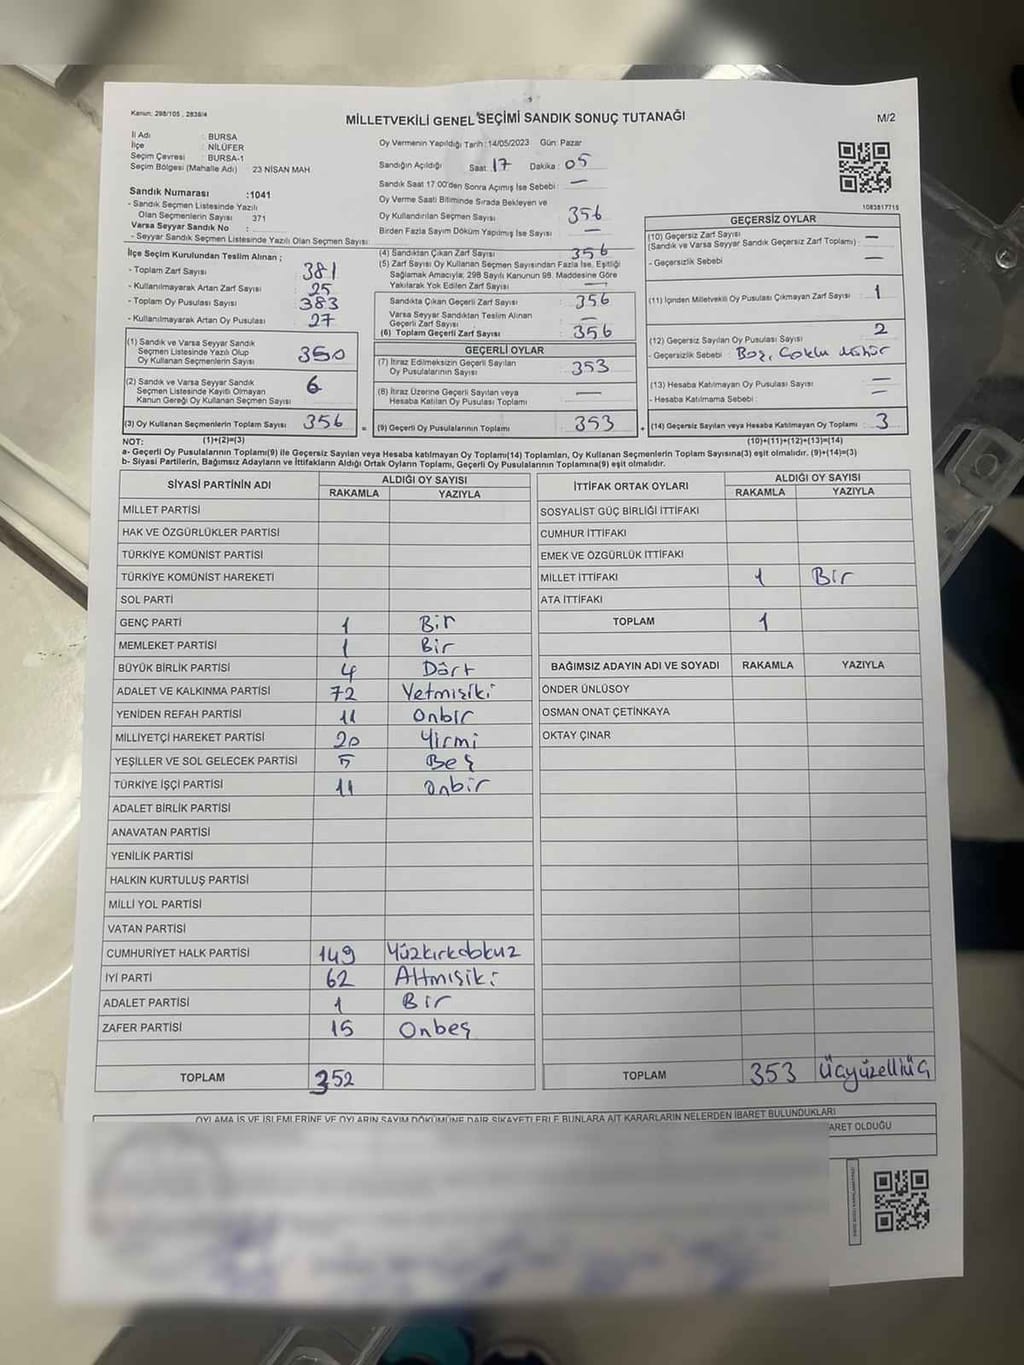 Kanun: 298/105 , 2839/4
MİLLETVEKİLİ GENEL SEÇİMİ SANDIK SONUÇ TUTANAĞI
M/2
İl Adı : BURSA
İlçe : NİLÜFER
Seçim Çevresi : BURSA-1
Seçim Bölgesi (Mahalle Adı) : 23 NİSAN MAH
Sandık Numarası :1041
- Sandık Seçmen Listesinde Yazılı
Olan Seçmenlerin Sayısı : 371
Varsa Seyyar Sandık No :
- Seyyar Sandık Seçmen Listesinde Yazılı Olan Seçmen Sayısı
Oy Vermenin Yapıldığı Tarih :14/05/2023 Gün: Pazar
Sandığın Açıldığı Saat : 17 Dakika : 05
Sandık Saat 17:00'den Sonra Açımış İse Sebebi : —
Oy Verme Saati Bitiminde Sırada Bekleyen ve
Oy Kullandırılan Seçmen Sayısı 356
Birden Fazla Sayım Döküm Yapılmış İse Sayısı —
1083817715
İlçe Seçim Kurulundan Teslim Alınan ;
- Toplam Zarf Sayısı : 381
- Kullanılmayarak Artan Zarf Sayısı : 25
- Toplam Oy Pusulası Sayısı : 383
- Kullanılmayarak Artan Oy Pusulası : 27
(1) Sandık ve Varsa Seyyar Sandık
Seçmen Listesinde Yazılı Olup
Oy Kullanan Seçmenlerin Sayısı 350
(2) Sandık ve Varsa Seyyar Sandık
Seçmen Listesinde Kayıtlı Olmayan
Kanun Gereği Oy Kullanan Seçmen Sayısı 6
(3) Oy Kullanan Seçmenlerin Toplam Sayısı 356
(4) Sandıktan Çıkan Zarf Sayısı : 356
(5) Zarf Sayısı Oy Kullanan Seçmen Sayısından Fazla İse, Eşitliği
Sağlamak Amacıyla; 298 Sayılı Kanunun 98. Maddesine Göre
Yakılarak Yok Edilen Zarf Sayısı : —
Sandıkta Çıkan Geçerli Zarf Sayısı : 356
Varsa Seyyar Sandıktan Teslim Alınan
Geçerli Zarf Sayısı : —
(6) Toplam Geçerli Zarf Sayısı : 356
GEÇERLİ OYLAR
(7) İtiraz Edilmeksizin Geçerli Sayılan
Oy Pusulalarının Sayısı : 353
(8) İtiraz Üzerine Geçerli Sayılan veya
Hesaba Katılan Oy Pusulası Toplamı : —
(9) Geçerli Oy Pusulalarının Toplamı : 353
GEÇERSİZ OYLAR
(10) Geçersiz Zarf Sayısı
(Sandık ve Varsa Seyyar Sandık Geçersiz Zarf Toplamı) : —
- Geçersizlik Sebebi : —
(11) İçinden Milletvekili Oy Pusulası Çıkmayan Zarf Sayısı : 1
(12) Geçersiz Sayılan Oy Pusulası Sayısı : 2
- Geçersizlik Sebebi :
(13) Hesaba Katılmayan Oy Pusulası Sayısı : —
- Hesaba Katılmama Sebebi : —
(14) Geçersiz Sayılan veya Hesaba Katılmayan Oy Toplamı : 3
NOT: (1)+(2)=(3) (10)+(11)+(12)+(13)=(14)
a- Geçerli Oy Pusulasının Toplamı(9) ile Geçersiz Sayılan veya Hesaba katılmayan Oy Toplamı(14) Toplamları, Oy Kullanan Seçmenlerin Toplam Sayısına(3) eşit olmalıdır. (9)+(14)=(3)
b- Siyasi Partilerin, Bağımsız Adayların ve İttifakların Aldığı Ortak Oyların Toplamı, Geçerli Oy Pusulalarının Toplamına(9) eşit olmalıdır.
SİYASİ PARTİNİN ADI ALDIĞI OY SAYISI
RAKAMLA YAZIYLA
MİLLET PARTİSİ
HAK VE ÖZGÜRLÜKLER PARTİSİ
TÜRKİYE KOMÜNİST PARTİSİ
TÜRKİYE KOMÜNİST HAREKETİ
SOL PARTİ
GENÇ PARTİ 1 Bir
MEMLEKET PARTİSİ 1 Bir
BÜYÜK BİRLİK PARTİSİ 4 Dört
ADALET VE KALKINMA PARTİSİ 72 Yetmişiki
YENİDEN REFAH PARTİSİ 11 Onbir
MİLLİYETÇİ HAREKET PARTİSİ 20 Yirmi
YEŞİLLER VE SOL GELECEK PARTİSİ 5 Beş
TÜRKİYE İŞÇİ PARTİSİ 11 onbir
ADALET BİRLİK PARTİSİ
ANAVATAN PARTİSİ
YENİLİK PARTİSİ
HALKIN KURTULUŞ PARTİSİ
MİLLİ YOL PARTİSİ
VATAN PARTİSİ
CUMHURİYET HALK PARTİSİ 149 Yüzkırkdokuz
İYİ PARTİ 62 Altmışiki
ADALET PARTİSİ 1 Bir
ZAFER PARTİSİ 15 Onbeş
TOPLAM 352
İTTİFAK ORTAK OYLARI ALDIĞI OY SAYISI
RAKAMLA YAZIYLA
SOSYALİST GÜÇ BİRLİĞİ İTTİFAKI
CUMHUR İTTİFAKI
EMEK VE ÖZGÜRLÜK İTTİFAKI
MİLLET İTTİFAKI 1 Bir
ATA İTTİFAKI
TOPLAM 1
BAĞIMSIZ ADAYIN ADI VE SOYADI RAKAMLA YAZIYLA
ÖNDER ÜNLÜSOY
OSMAN ONAT ÇETİNKAYA
OKTAY ÇINAR
TOPLAM 353 Üçyüzelliüç
OYLAMA İŞ VE İŞLEMLERİNE VE OYLARIN SAYIM DÖKÜMÜNE DAİR ŞİKAYETLERLE BUNLARA AİT KARARLARIN NELERDEN İBARET BULUNDUKLARI
ARET OLDUĞU